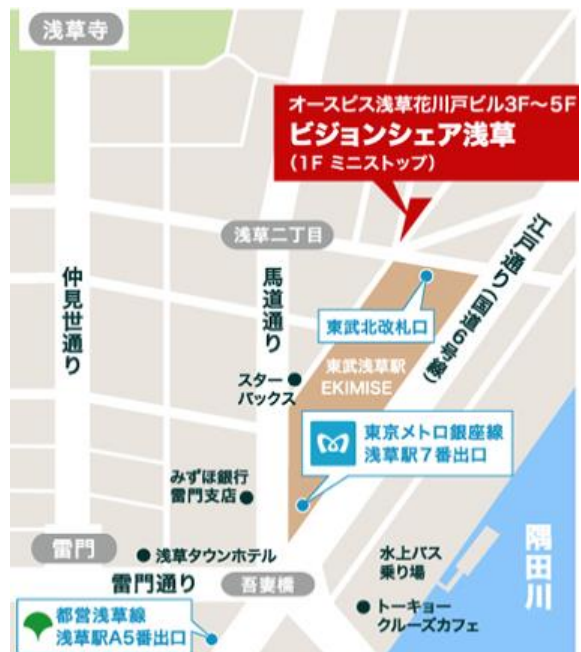 浅草寺
オースピス浅草花川戸ビル3F〜5F
ビジョンシェア浅草
(1F ミニストップ)
浅草二丁目
江戸通り(国道6号線)
仲見世通り
馬道通り
東武北改札口
東武浅草駅
EKIMISE
スター
バックス
東京メトロ銀座線
浅草駅7番出口
みずほ銀行
雷門支店
雷門
浅草タウンホテル
雷門通り
吾妻橋
水上バス
乗り場
隅田川
トーキョー
クルーズカフェ
都営浅草線
浅草駅A5番出口